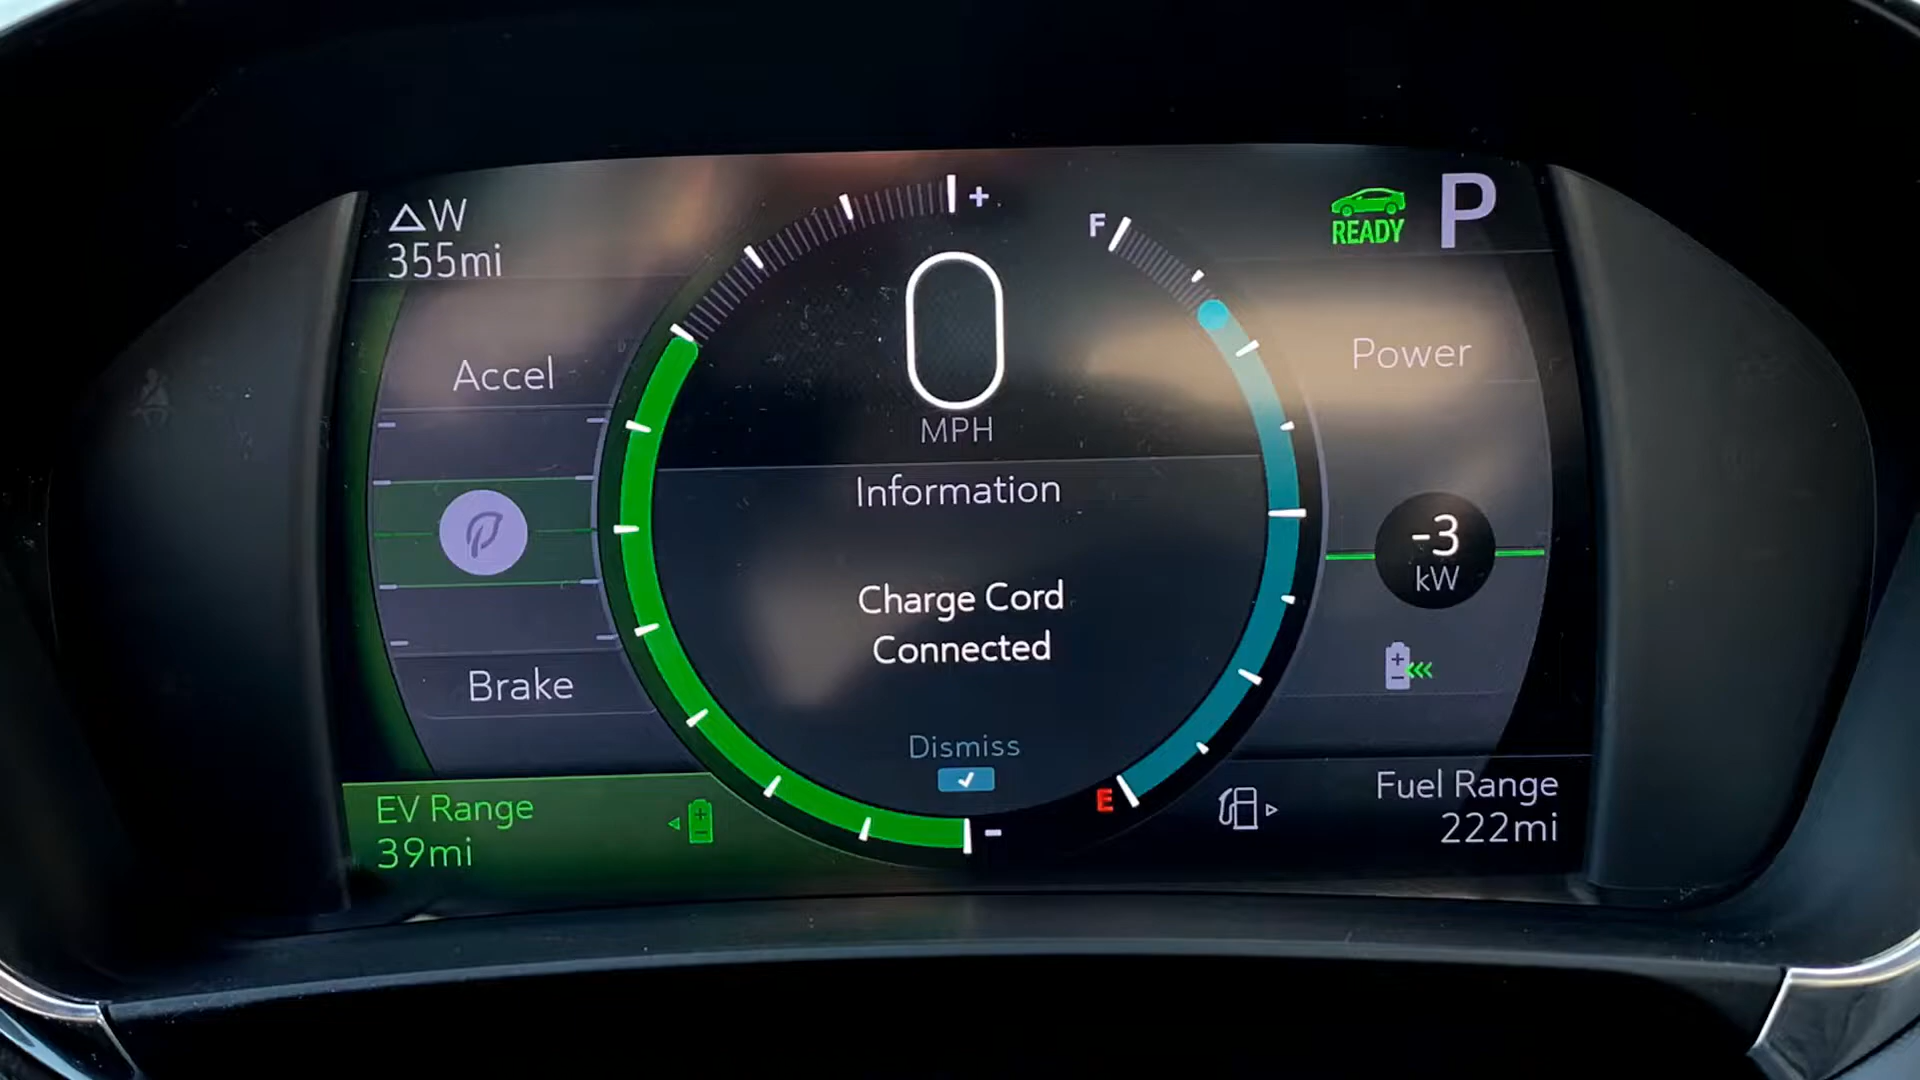 △W
355mi
+
F
READY
P
0
MPH
Accel
Power
Information
-3
kW
Charge Cord
Connected
Brake
Dismiss
E
-
EV Range
39mi
Fuel Range
222mi